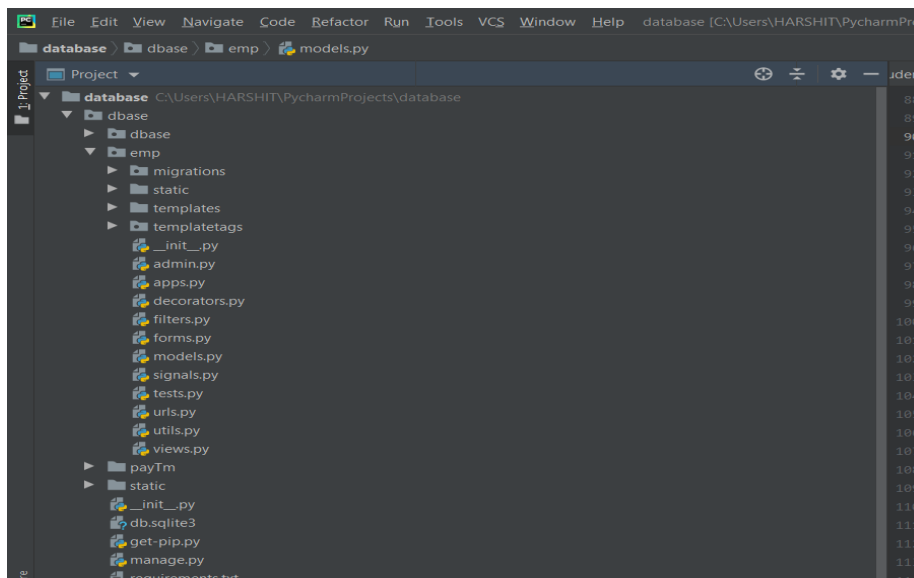 PC File Edit View Navigate Code Refactor Run Tools VCS Window Help database [C:\Users\HARSHIT\PycharmPr
database dbase emp models.py
1: Project
Project
database C:\Users\HARSHIT\PycharmProjects\database
dbase
dbase
emp
migrations
static
templates
templatetags
__init__.py
admin.py
apps.py
decorators.py
filters.py
forms.py
models.py
signals.py
tests.py
urls.py
utils.py
views.py
payTm
static
__init__.py
db.sqlite3
get-pip.py
manage.py
requirements.txt